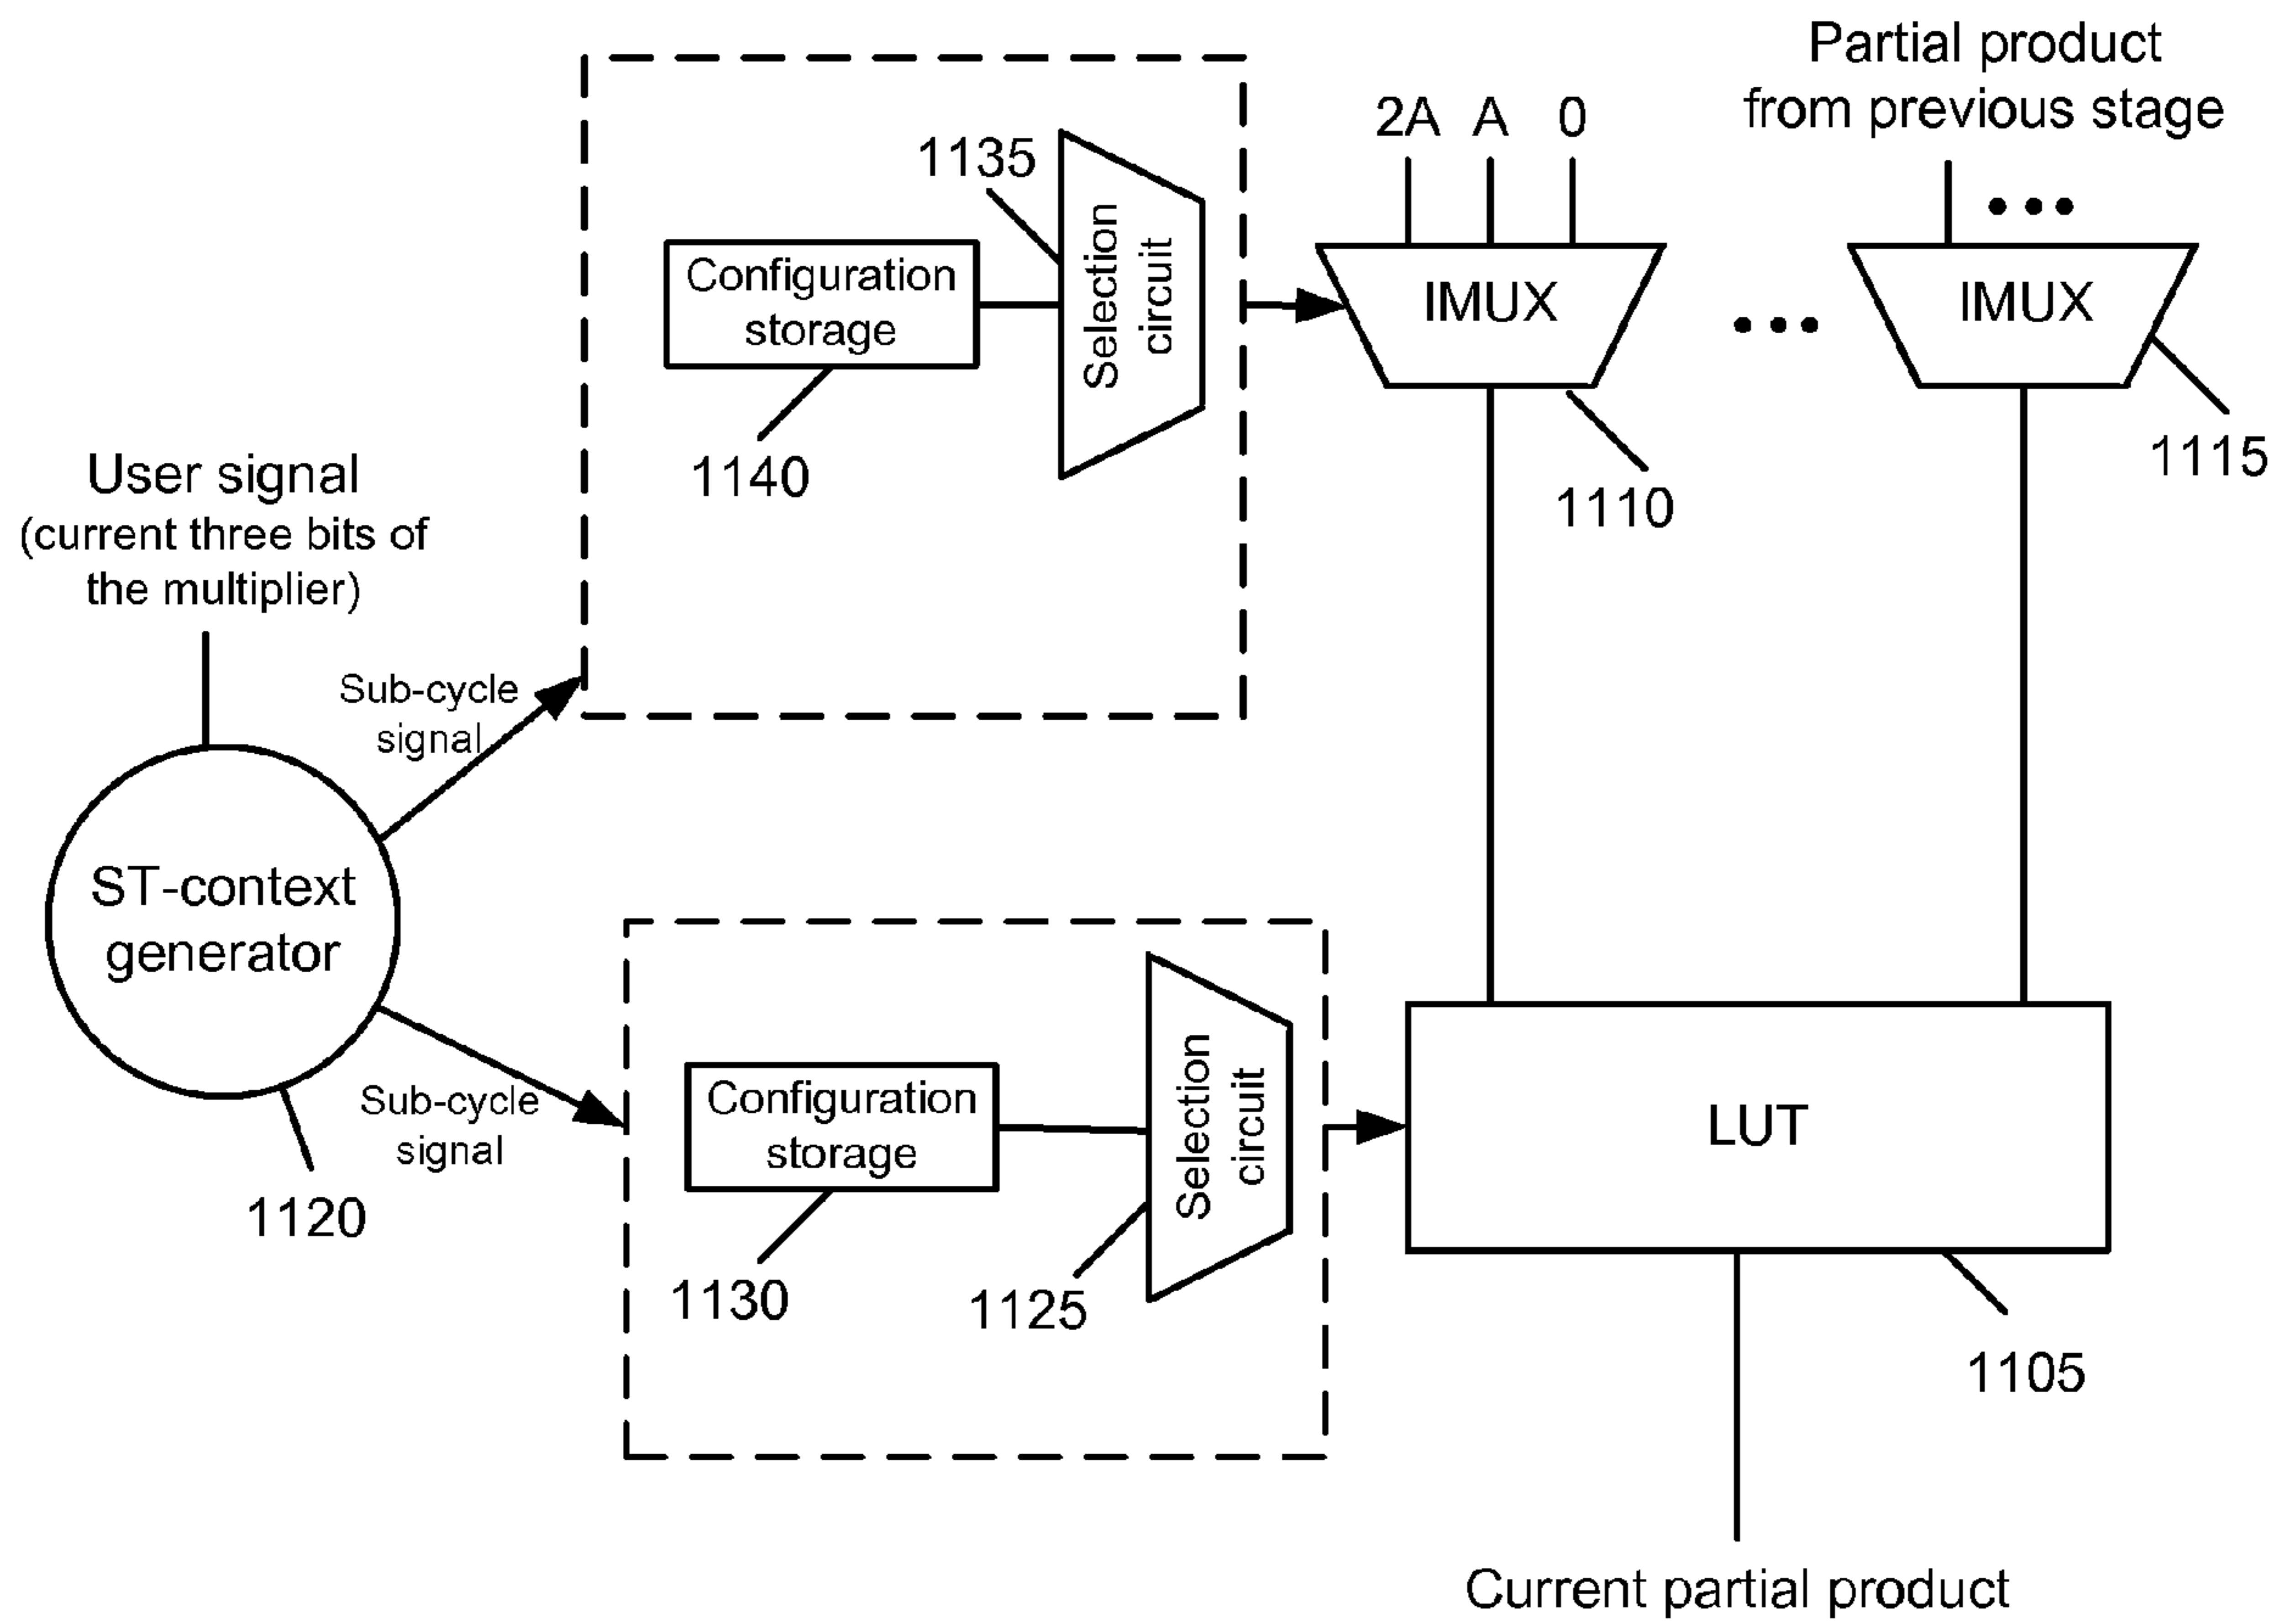 Partial product
from previous stage
2A A 0
1135
Selection
circuit
Configuration
storage
IMUX
IMUX
1140
1110
1115
User signal
(current three bits of
the multiplier)
Sub-cycle
signal
ST-context
generator
Sub-cycle
signal
1120
Configuration
storage
Selection
circuit
LUT
1130
1125
1105
Current partial product